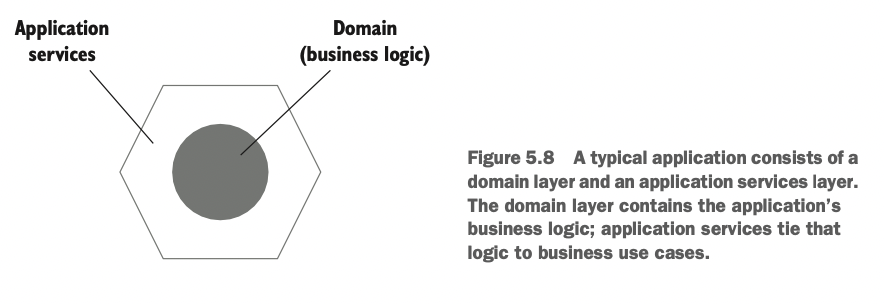 Application
services
Domain
(business logic)
Figure 5.8 A typical application consists of a
domain layer and an application services layer.
The domain layer contains the application’s
business logic; application services tie that
logic to business use cases.